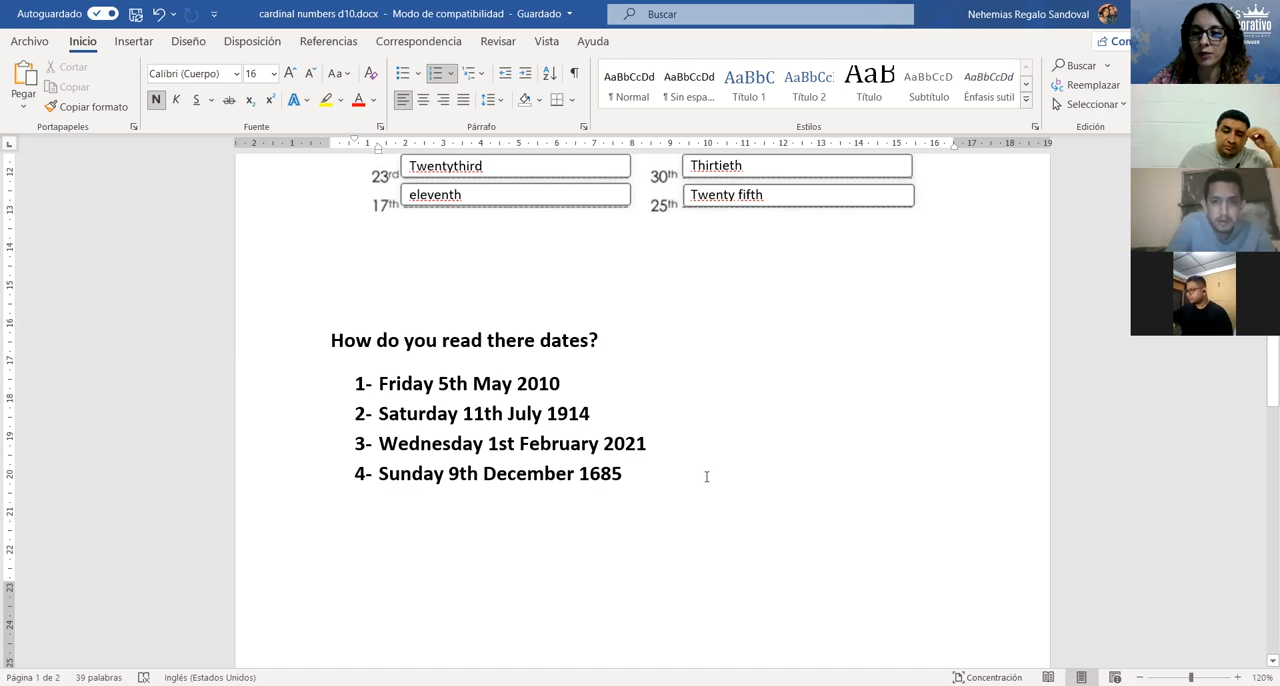 Autoguardado cardinal numbers d10.docx - Modo de compatibilidad - Guardado Buscar Nehemias Regalo Sandoval
Archivo Inicio Insertar Diseño Disposición Referencias Correspondencia Revisar Vista Ayuda
Pegar
Cortar
Copiar
Copiar formato
Portapapeles
Calibri (Cuerpo) 16
N K S
Fuente
Párrafo
AaBbCcDd AaBbCcDd AaBbC AaBbCc AaB AaBbCcD AaBbCcDd
¶ Normal ¶ Sin espa... Título 1 Título 2 Título Subtítulo Énfasis sutil
Estilos
Buscar
Reemplazar
Seleccionar
Edición
23rd Twentythird 30th Thirtieth
17th eleventh 25th Twenty fifth
How do you read there dates?
1- Friday 5th May 2010
2- Saturday 11th July 1914
3- Wednesday 1st February 2021
4- Sunday 9th December 1685
Página 1 de 2 39 palabras Inglés (Estados Unidos) Concentración 120%